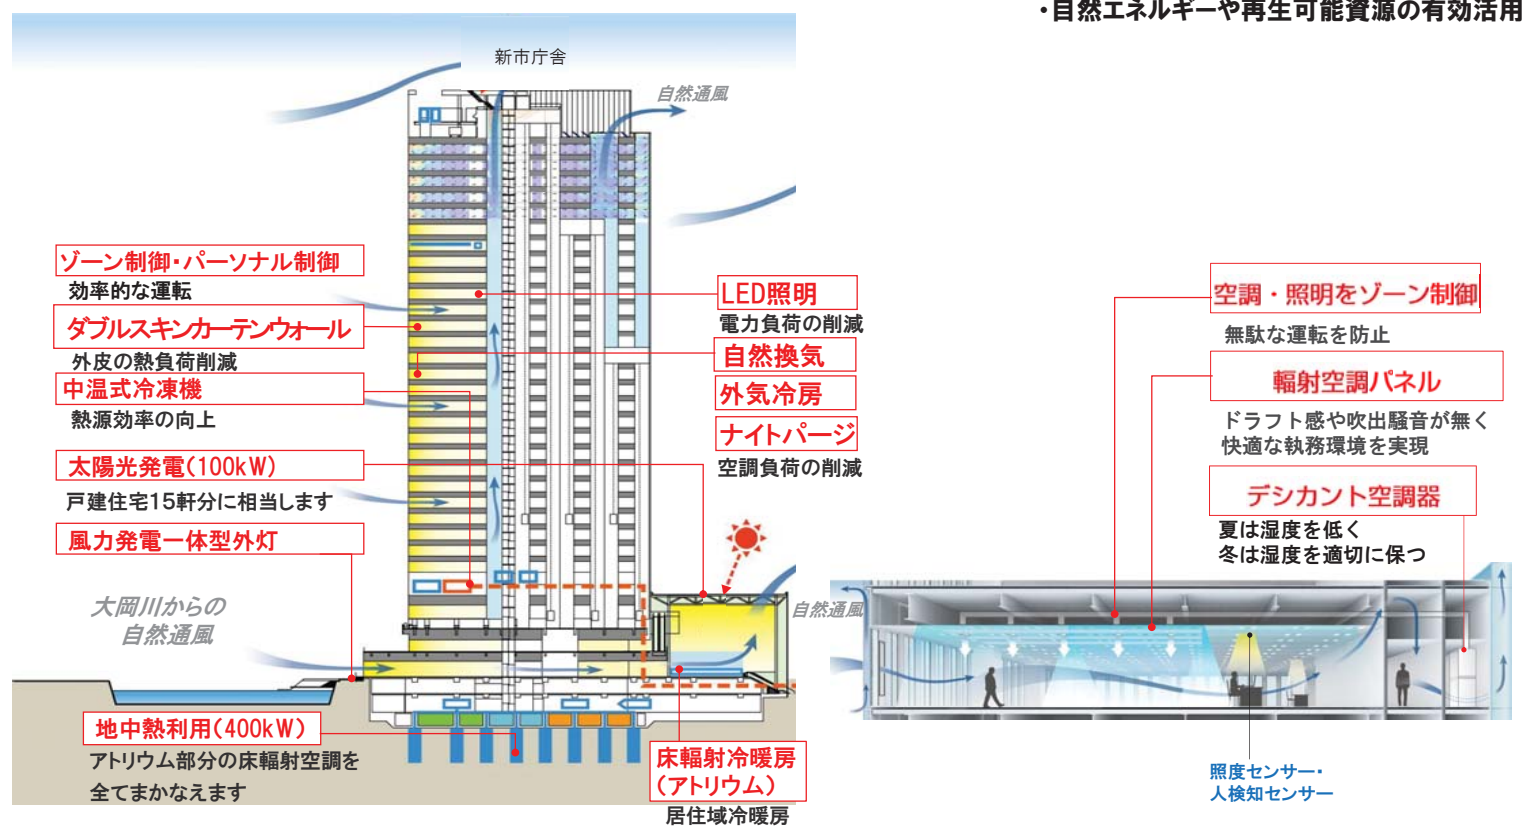 ・自然エネルギーや再生可能資源の有効活用
新市庁舎
自然通風
ゾーン制御・パーソナル制御
効率的な運転
ダブルスキンカーテンウォール
外皮の熱負荷削減
中温式冷凍機
熱源効率の向上
太陽光発電(100kW)
戸建住宅15軒分に相当します
風力発電一体型外灯
大岡川からの
自然通風
地中熱利用(400kW)
アトリウム部分の床輻射空調を
全てまかなえます
LED照明
電力負荷の削減
自然換気
外気冷房
ナイトパージ
空調負荷の削減
自然通風
床輻射冷暖房
(アトリウム)
居住域冷暖房
空調・照明をゾーン制御
無駄な運転を防止
輻射空調パネル
ドラフト感や吹出騒音が無く
快適な執務環境を実現
デシカント空調器
夏は湿度を低く
冬は湿度を適切に保つ
照度センサー・
人検知センサー